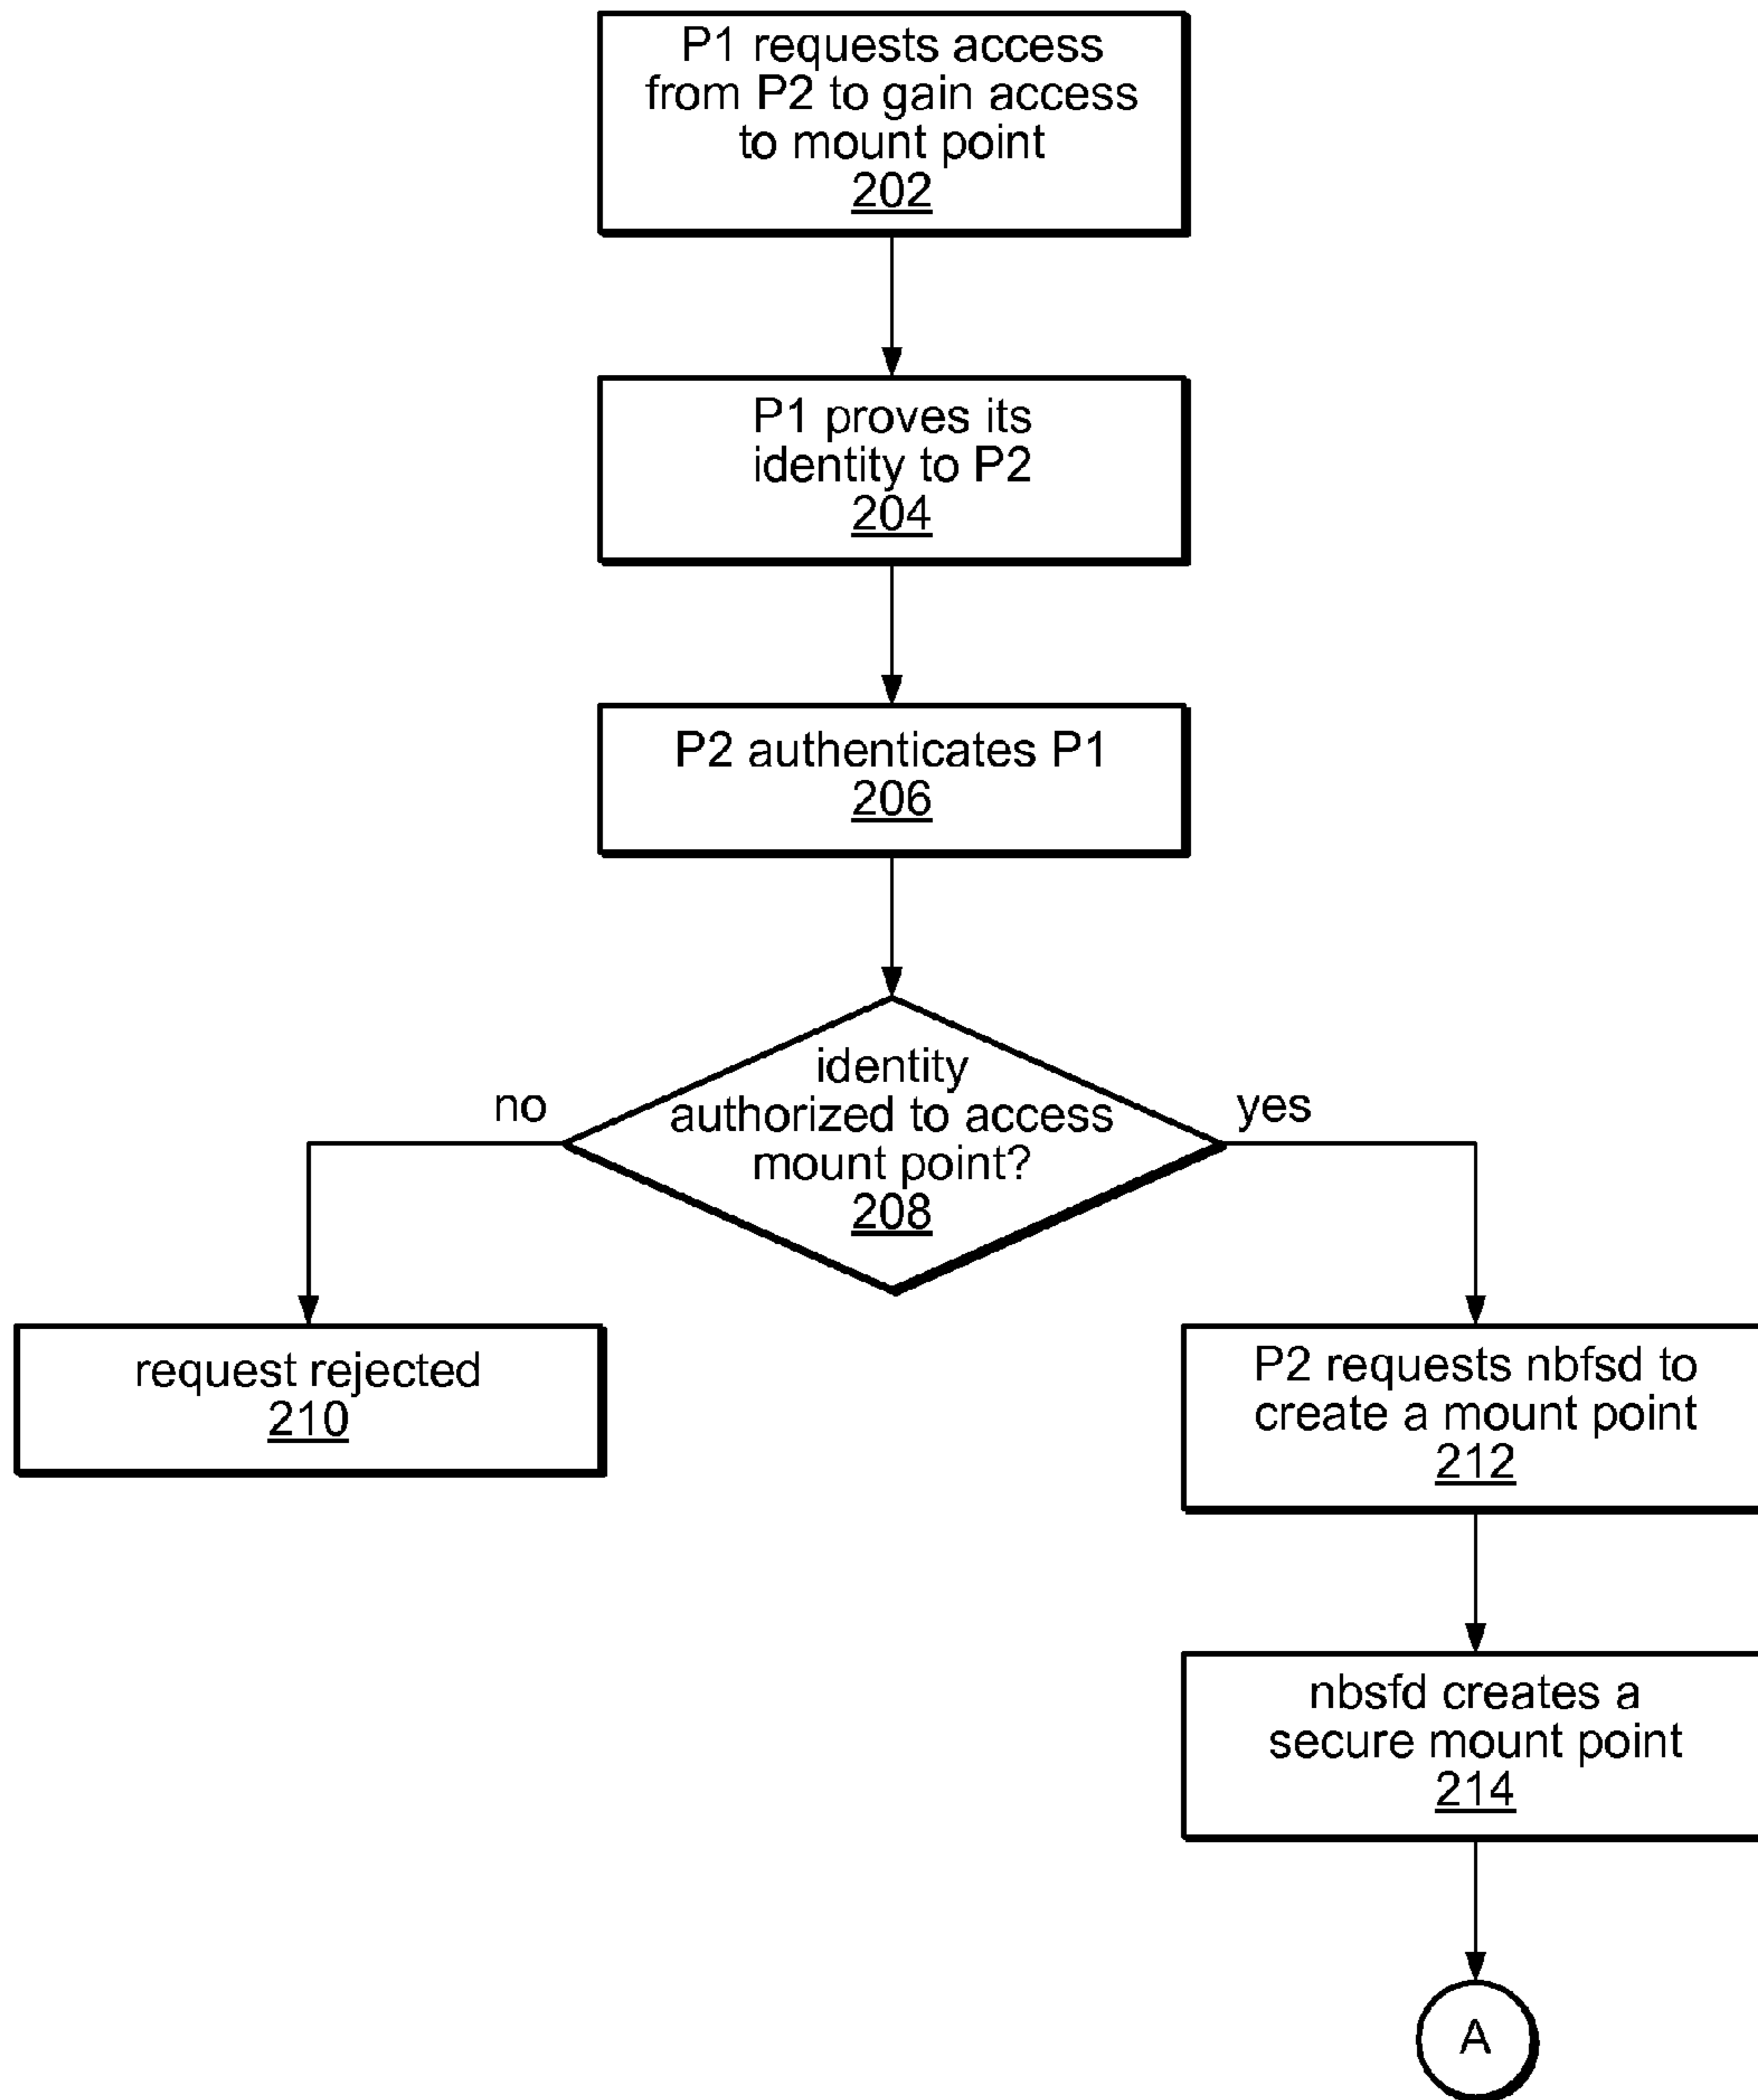 P1 requests access
from P2 to gain access
to mount point
202
P1 proves its
identity to P2
204
P2 authenticates P1
206
identity
authorized to access
mount point?
208
no
yes
request rejected
210
P2 requests nbfsd to
create a mount point
212
nbsfd creates a
secure mount point
214
A